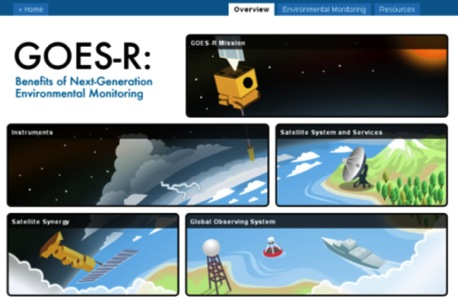 « Home
Overview
Environmental Monitoring
Resources
GOES-R:
Benefits of Next-Generation
Environmental Monitoring
GOES-R Mission
Instruments
Satellite System and Services
Satellite Synergy
Global Observing System